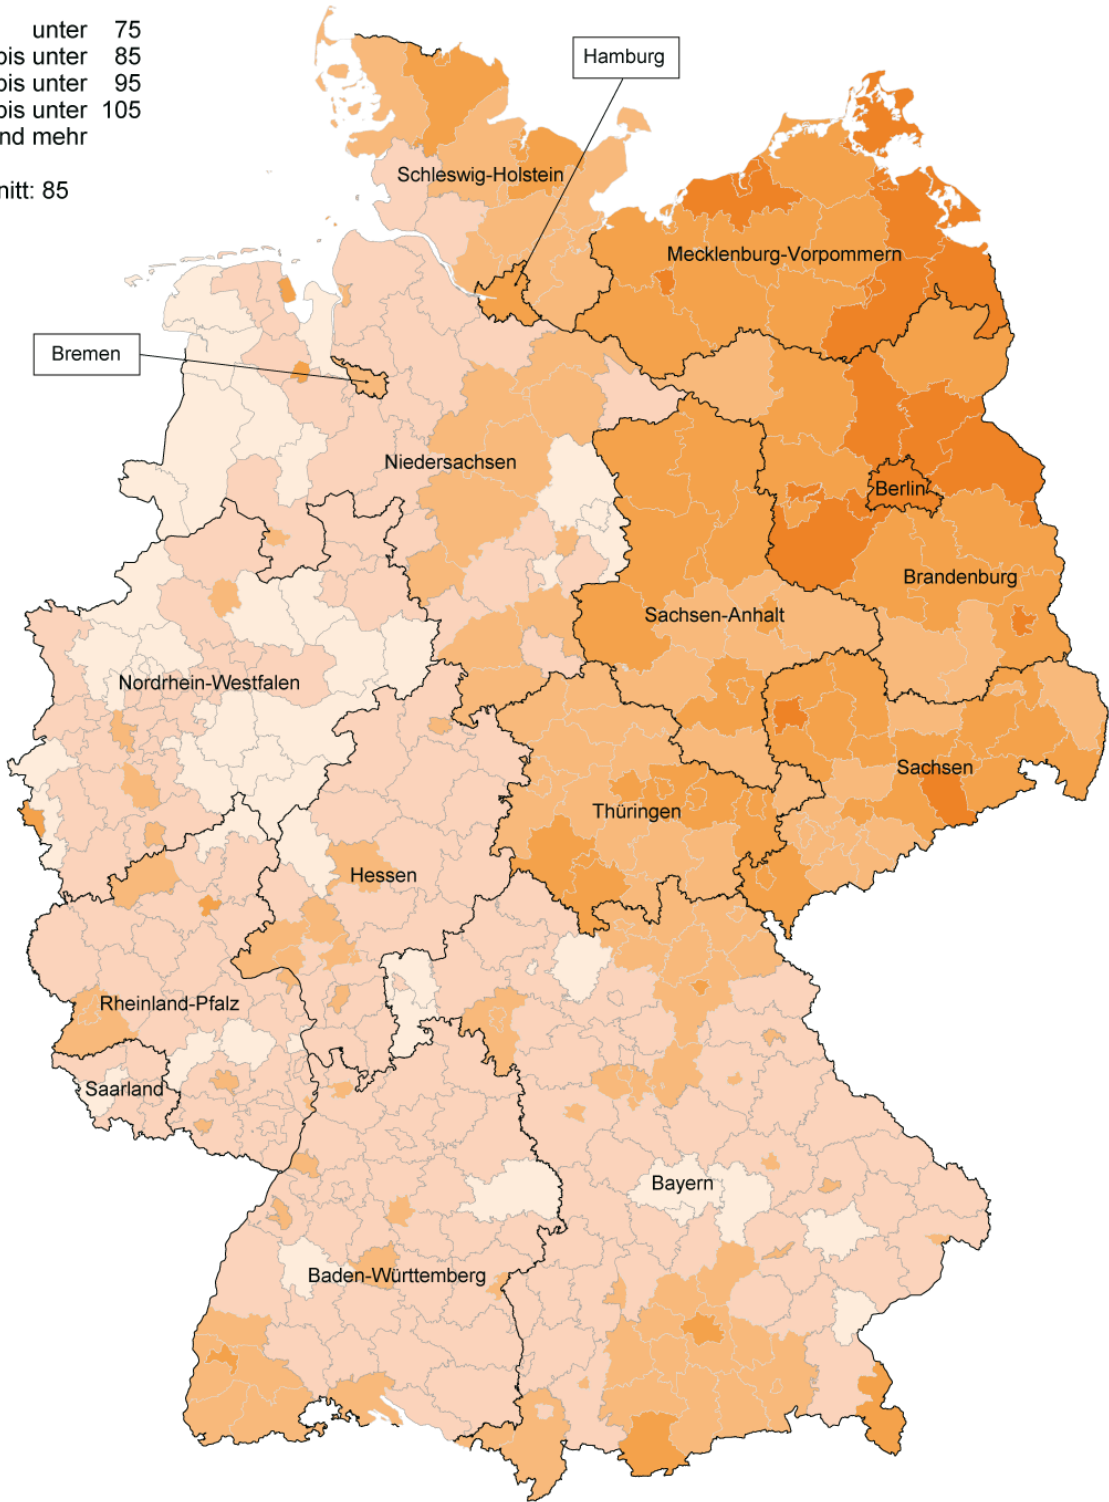 unter 75
bis unter 85
bis unter 95
bis unter 105
nd mehr
nitt: 85
Hamburg
Schleswig-Holstein
Mecklenburg-Vorpommern
Bremen
Niedersachsen
Berlin
Brandenburg
Sachsen-Anhalt
Nordrhein-Westfalen
Sachsen
Thüringen
Hessen
Rheinland-Pfalz
Saarland
Bayern
Baden-Württemberg